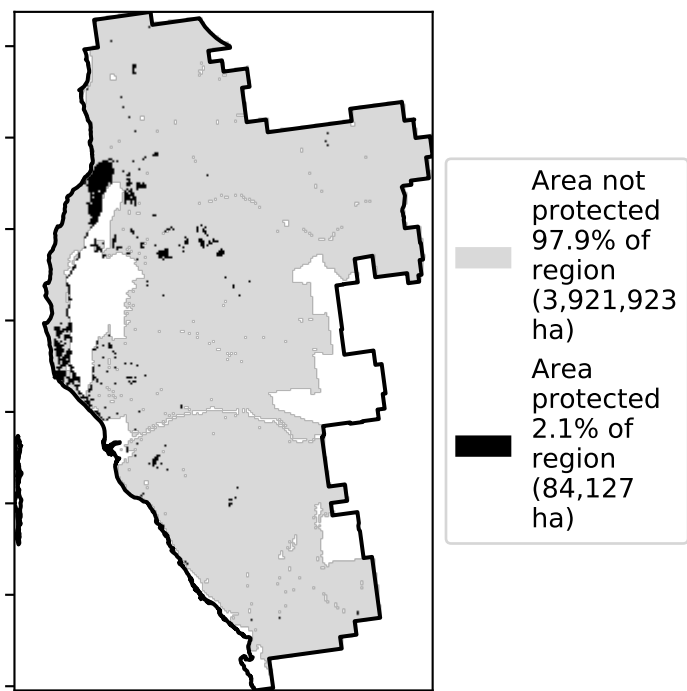 Area not
protected
97.9% of
region
(3,921,923
ha)
Area
protected
2.1% of
region
(84,127
ha)